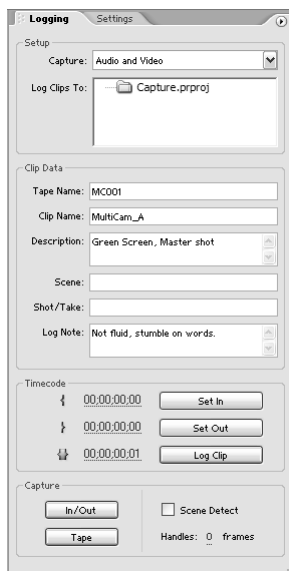 Logging Settings
Setup
Capture: Audio and Video
Log Clips To: Capture.prproj
Clip Data
Tape Name: MC001
Clip Name: MultiCam_A
Description: Green Screen, Master shot
Scene:
Shot/Take:
Log Note: Not fluid, stumble on words.
Timecode
{ 00;00;00;00 Set In
} 00;00;00;00 Set Out
{} 00;00;00;01 Log Clip
Capture
In/Out Scene Detect
Tape Handles: 0 frames